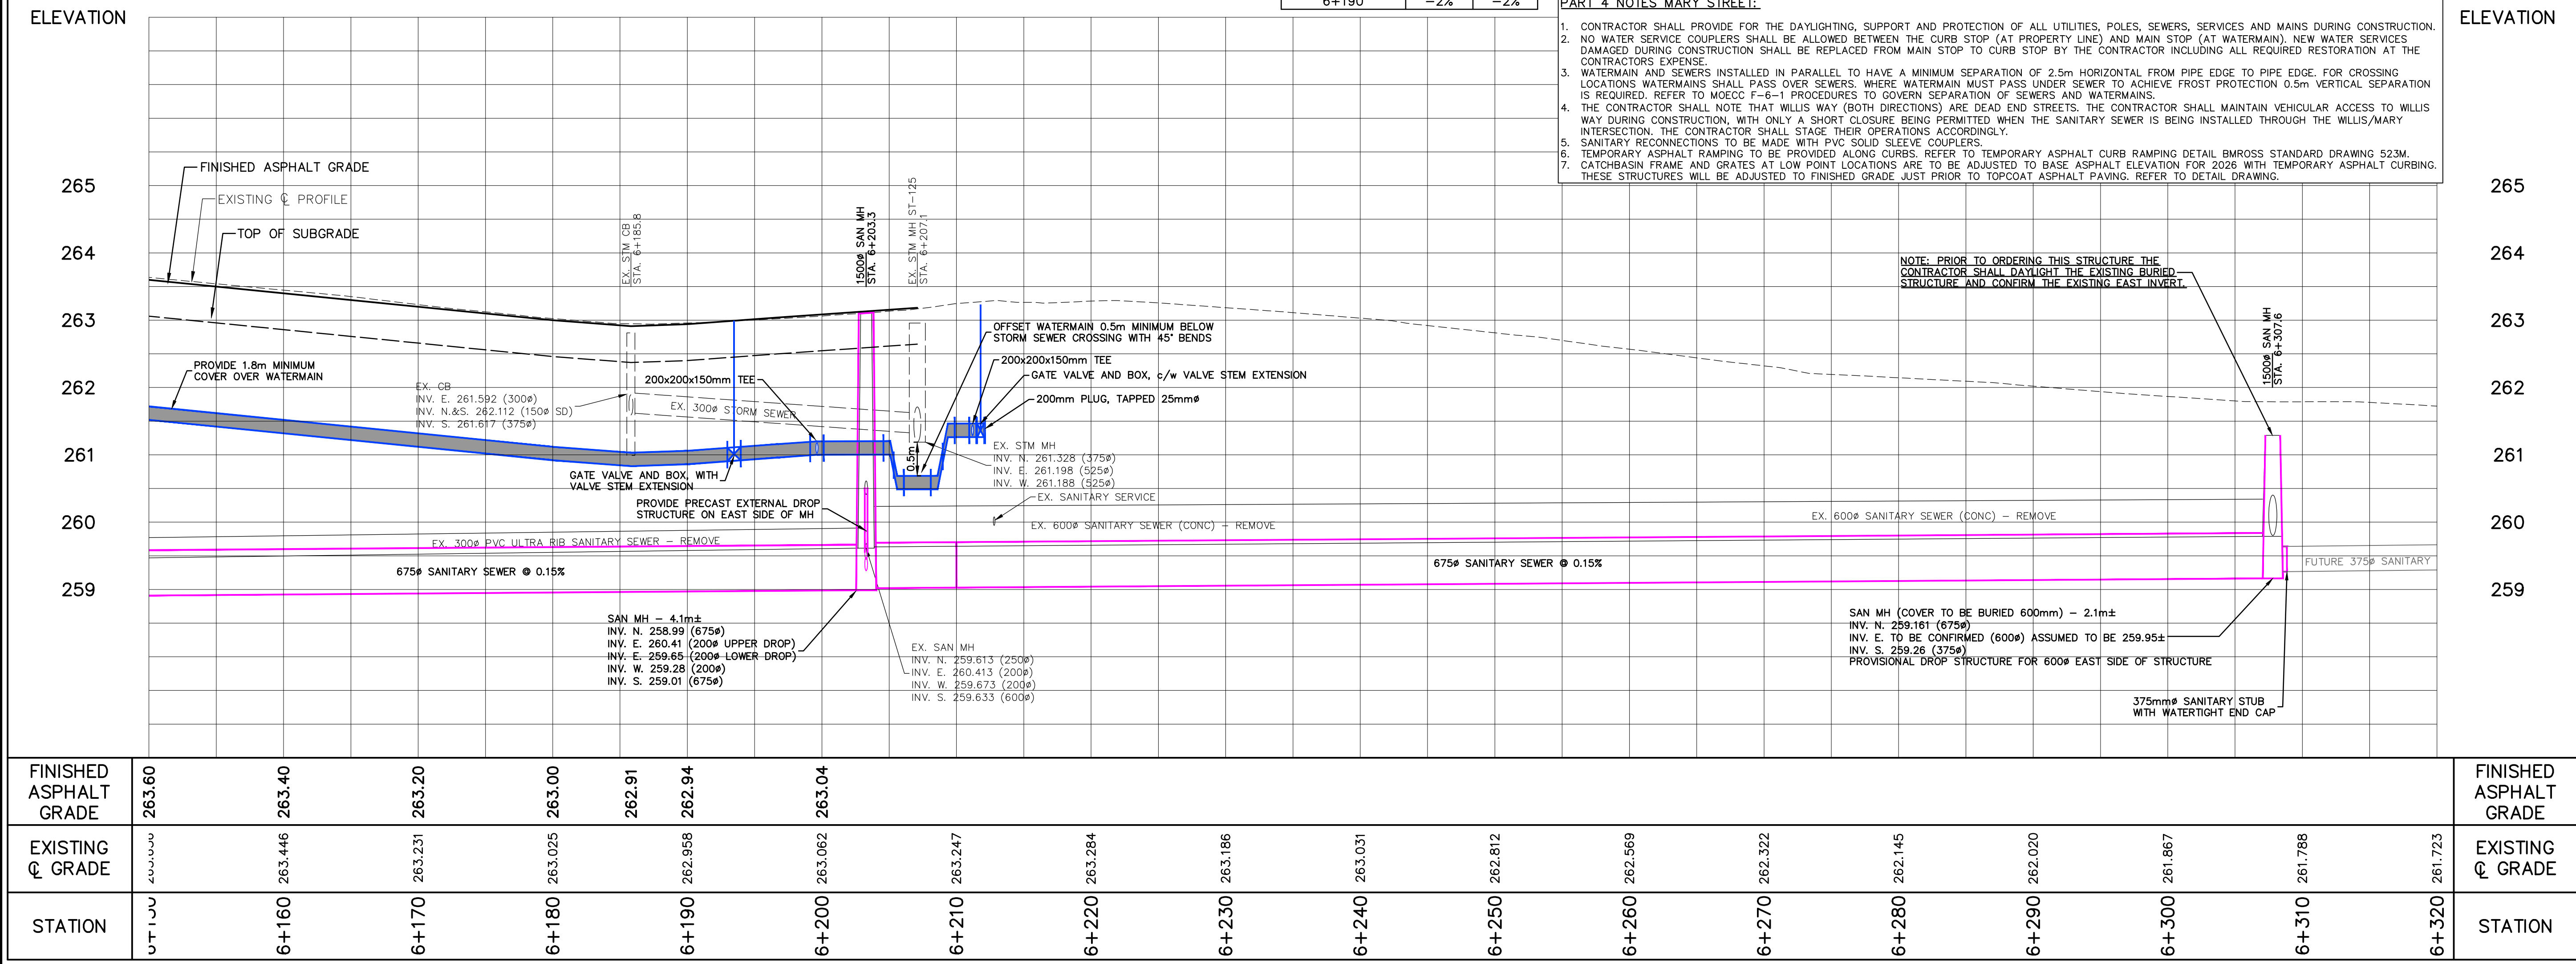 6+190 -2% -2%
PART 4 NOTES MARY STREET:
1. CONTRACTOR SHALL PROVIDE FOR THE DAYLIGHTING, SUPPORT AND PROTECTION OF ALL UTILITIES, POLES, SEWERS, SERVICES AND MAINS DURING CONSTRUCTION.
2. NO WATER SERVICE COUPLERS SHALL BE ALLOWED BETWEEN THE CURB STOP (AT PROPERTY LINE) AND MAIN STOP (AT WATERMAIN). NEW WATER SERVICES
DAMAGED DURING CONSTRUCTION SHALL BE REPLACED FROM MAIN STOP TO CURB STOP BY THE CONTRACTOR INCLUDING ALL REQUIRED RESTORATION AT THE
CONTRACTORS EXPENSE.
3. WATERMAIN AND SEWERS INSTALLED IN PARALLEL TO HAVE A MINIMUM SEPARATION OF 2.5m HORIZONTAL FROM PIPE EDGE TO PIPE EDGE. FOR CROSSING
LOCATIONS WATERMAINS SHALL PASS OVER SEWERS. WHERE WATERMAIN MUST PASS UNDER SEWER TO ACHIEVE FROST PROTECTION 0.5m VERTICAL SEPARATION
IS REQUIRED. REFER TO MOECC F-6-1 PROCEDURES TO GOVERN SEPARATION OF SEWERS AND WATERMAINS.
4. THE CONTRACTOR SHALL NOTE THAT WILLIS WAY (BOTH DIRECTIONS) ARE DEAD END STREETS. THE CONTRACTOR SHALL MAINTAIN VEHICULAR ACCESS TO WILLIS
WAY DURING CONSTRUCTION, WITH ONLY A SHORT CLOSURE BEING PERMITTED WHEN THE SANITARY SEWER IS BEING INSTALLED THROUGH THE WILLIS/MARY
INTERSECTION. THE CONTRACTOR SHALL STAGE THEIR OPERATIONS ACCORDINGLY.
5. SANITARY RECONNECTIONS TO BE MADE WITH PVC SOLID SLEEVE COUPLERS.
6. TEMPORARY ASPHALT RAMPING TO BE PROVIDED ALONG CURBS. REFER TO TEMPORARY ASPHALT CURB RAMPING DETAIL BMROSS STANDARD DRAWING 523M.
7. CATCHBASIN FRAME AND GRATES AT LOW POINT LOCATIONS ARE TO BE ADJUSTED TO BASE ASPHALT ELEVATION FOR 2026 WITH TEMPORARY ASPHALT CURBING.
THESE STRUCTURES WILL BE ADJUSTED TO FINISHED GRADE JUST PRIOR TO TOPCOAT ASPHALT PAVING. REFER TO DETAIL DRAWING.
ELEVATION
265
264
263
262
261
260
259
ELEVATION
265
264
263
262
261
260
259
FINISHED ASPHALT GRADE
EXISTING ℄ PROFILE
TOP OF SUBGRADE
PROVIDE 1.8m MINIMUM
COVER OVER WATERMAIN
EX. CB
INV. E. 261.592 (300ø)
INV. N.&S. 262.112 (150ø SD)
INV. S. 261.617 (375ø)
EX. STM CB
STA. 6+185.8
1500ø SAN MH
STA. 6+203.3
EX. STM MH ST-125
STA. 6+207.1
200x200x150mm TEE
EX. 300ø STORM SEWER
GATE VALVE AND BOX, WITH
VALVE STEM EXTENSION
PROVIDE PRECAST EXTERNAL DROP
STRUCTURE ON EAST SIDE OF MH
OFFSET WATERMAIN 0.5m MINIMUM BELOW
STORM SEWER CROSSING WITH 45° BENDS
200x200x150mm TEE
GATE VALVE AND BOX, c/w VALVE STEM EXTENSION
200mm PLUG, TAPPED 25mmø
0.5m
EX. STM MH
INV. N. 261.328 (375ø)
INV. E. 261.198 (525ø)
INV. W. 261.188 (525ø)
EX. SANITARY SERVICE
EX. 600ø SANITARY SEWER (CONC) - REMOVE
EX. 600ø SANITARY SEWER (CONC) - REMOVE
EX. 300ø PVC ULTRA RIB SANITARY SEWER - REMOVE
675ø SANITARY SEWER @ 0.15%
675ø SANITARY SEWER @ 0.15%
SAN MH - 4.1m±
INV. N. 258.99 (675ø)
INV. E. 260.41 (200ø UPPER DROP)
INV. E. 259.65 (200ø LOWER DROP)
INV. W. 259.28 (200ø)
INV. S. 259.01 (675ø)
EX. SAN MH
INV. N. 259.613 (250ø)
INV. E. 260.413 (200ø)
INV. W. 259.673 (200ø)
INV. S. 259.633 (600ø)
NOTE: PRIOR TO ORDERING THIS STRUCTURE THE
CONTRACTOR SHALL DAYLIGHT THE EXISTING BURIED
STRUCTURE AND CONFIRM THE EXISTING EAST INVERT.
1500ø SAN MH
STA. 6+307.6
FUTURE 375ø SANITARY
SAN MH (COVER TO BE BURIED 600mm) - 2.1m±
INV. N. 259.161 (675ø)
INV. E. TO BE CONFIRMED (600ø) ASSUMED TO BE 259.95±
INV. S. 259.26 (375ø)
PROVISIONAL DROP STRUCTURE FOR 600ø EAST SIDE OF STRUCTURE
375mmø SANITARY STUB
WITH WATERTIGHT END CAP
FINISHED
ASPHALT
GRADE
263.60 263.40 263.20 263.00 262.91 262.94 263.04
FINISHED
ASPHALT
GRADE
EXISTING
℄ GRADE
263.446 263.231 263.025 262.958 263.062 263.247 263.284 263.186 263.031 262.812 262.569 262.322 262.145 262.020 261.867 261.788 261.723
EXISTING
℄ GRADE
STATION
6+160 6+170 6+180 6+190 6+200 6+210 6+220 6+230 6+240 6+250 6+260 6+270 6+280 6+290 6+300 6+310 6+320
STATION